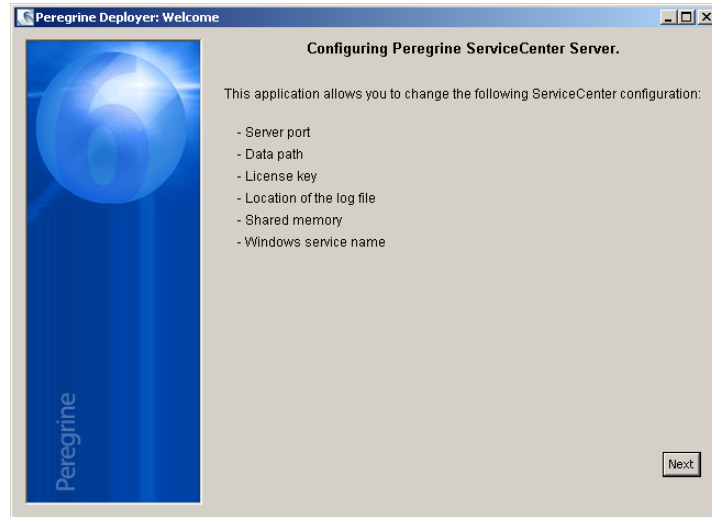 Peregrine Deployer: Welcome
Configuring Peregrine ServiceCenter Server.
This application allows you to change the following ServiceCenter configuration:
- Server port
- Data path
- License key
- Location of the log file
- Shared memory
- Windows service name
6
Peregrine
Next